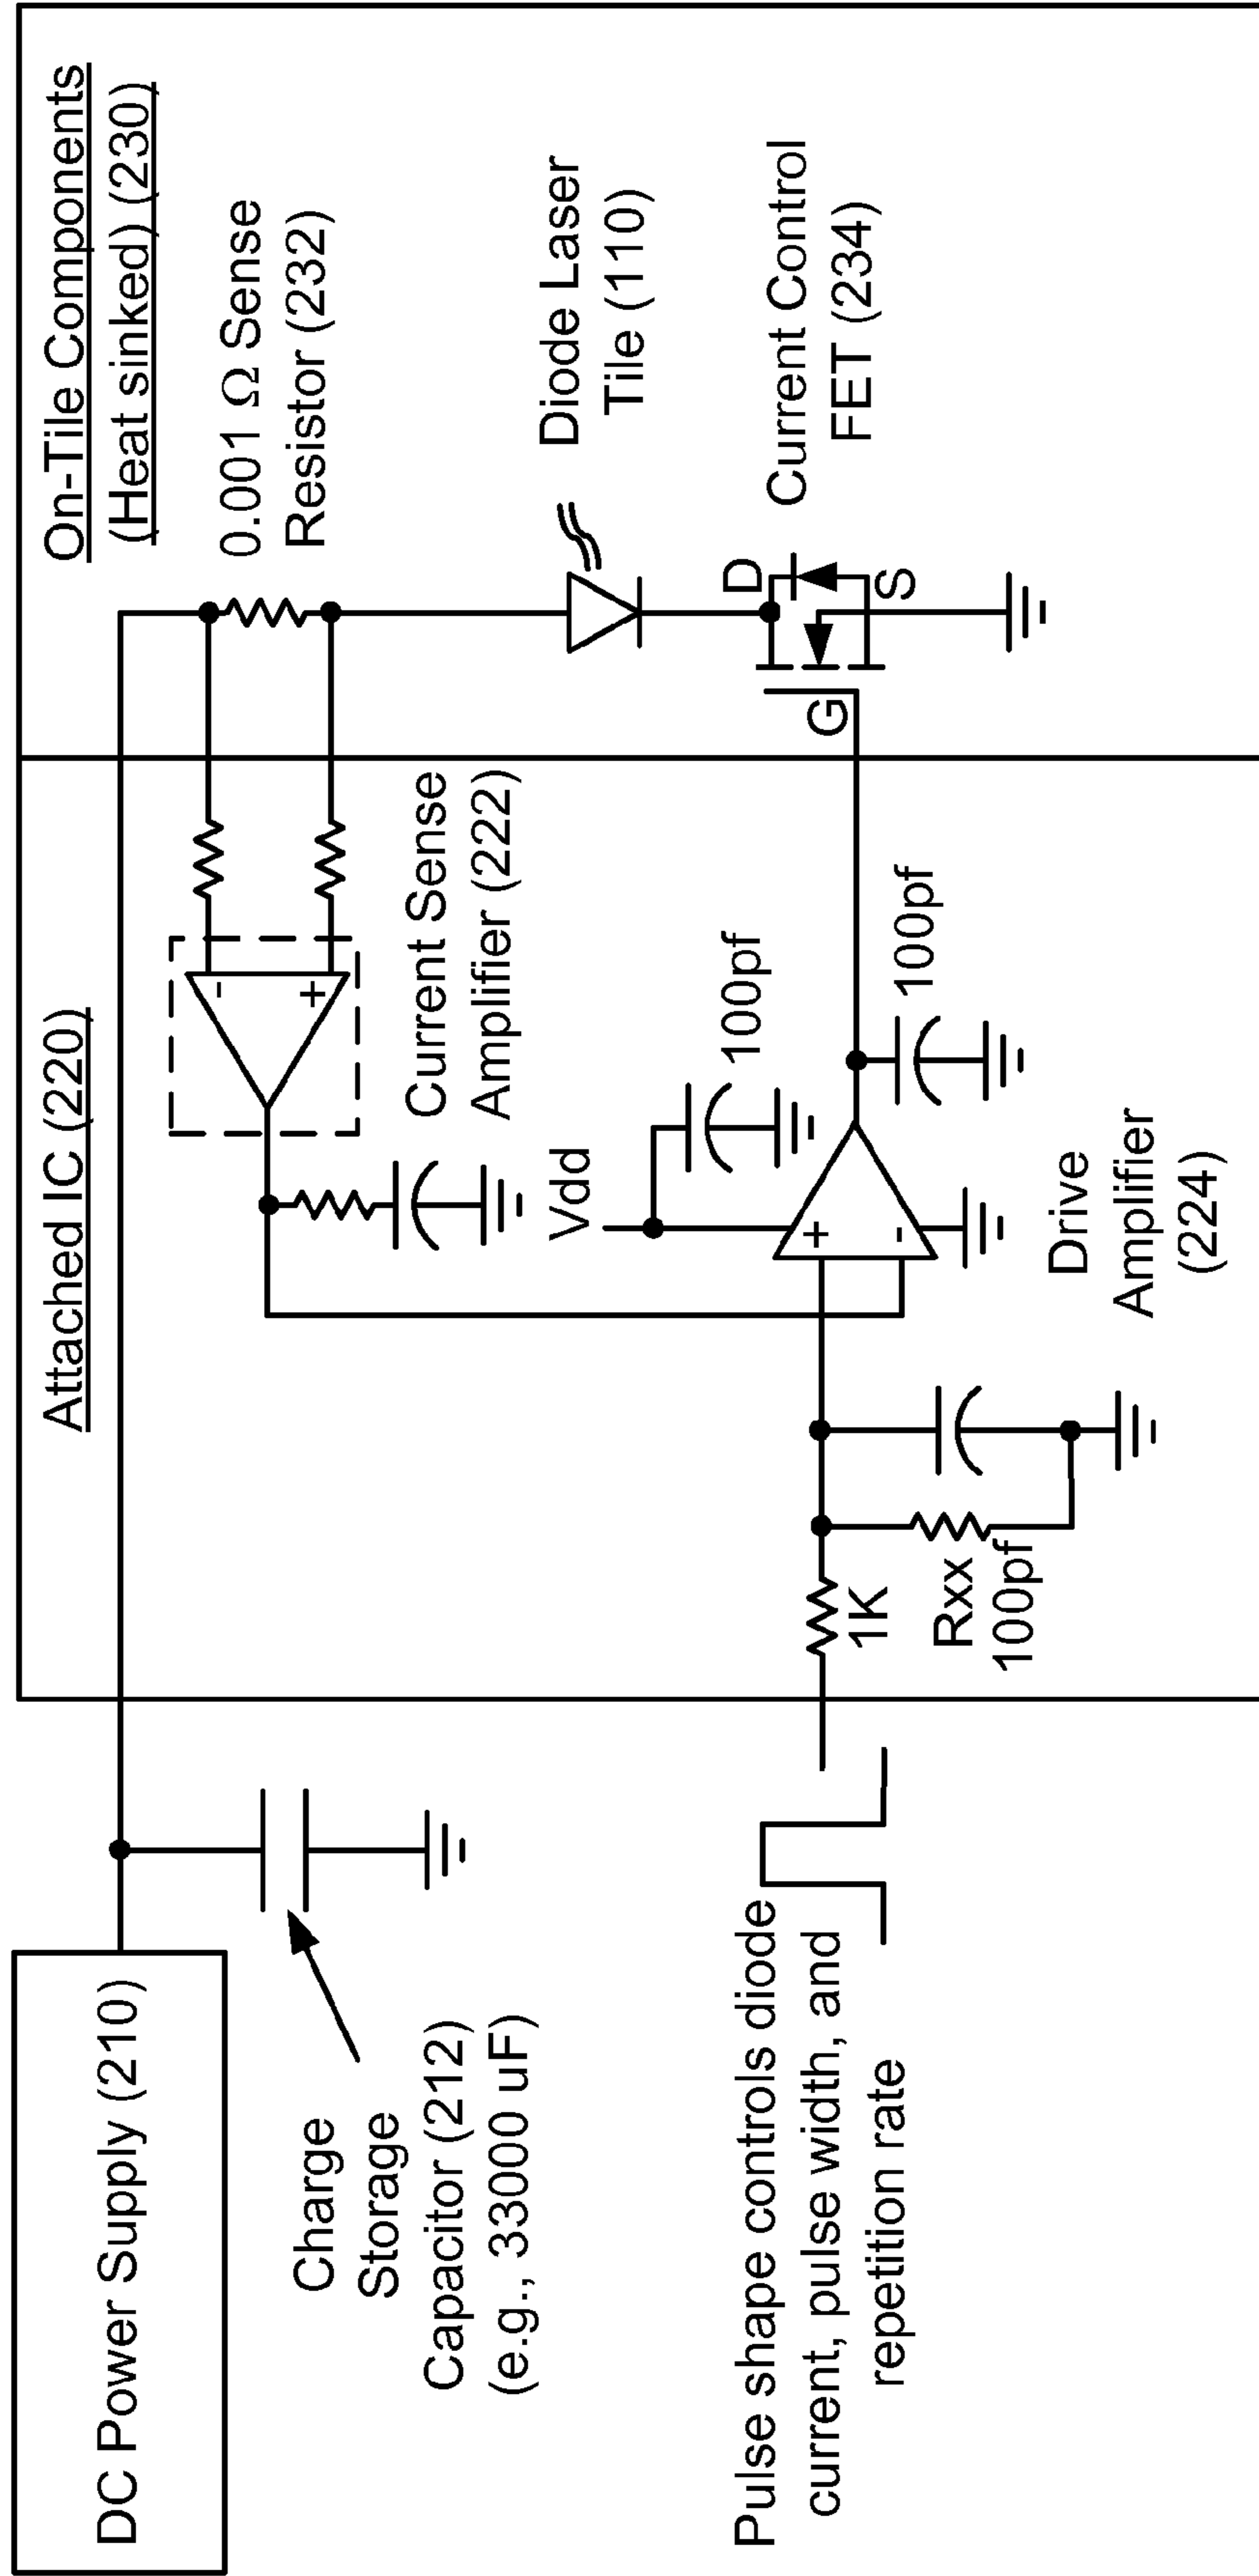 DC Power Supply (210)
Charge
Storage
Capacitor (212)
(e.g., 33000 uF)
Pulse shape controls diode
current, pulse width, and
repetition rate
Attached IC (220)
-
+
Current Sense
Amplifier (222)
Vdd
100pf
+
-
100pf
1K
Rxx
100pf
Drive
Amplifier
(224)
On-Tile Components
(Heat sinked) (230)
0.001 Ω Sense
Resistor (232)
Diode Laser
Tile (110)
D
G
S
Current Control
FET (234)